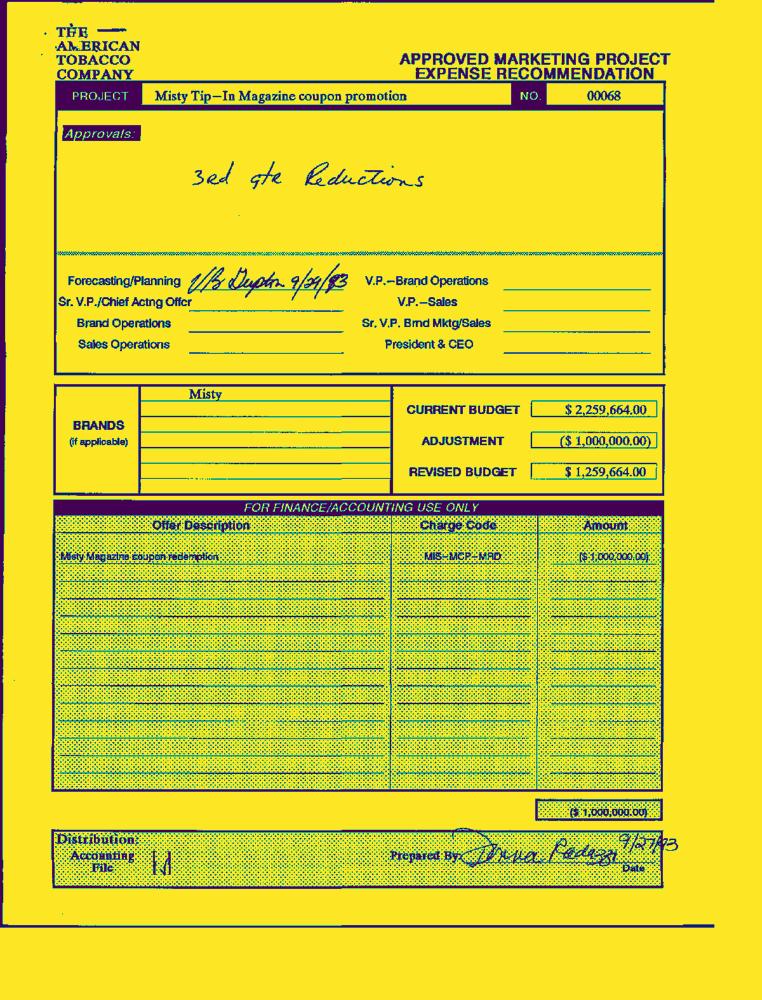 THE
AMERICAN
TOBACCO
COMPANY
APPROVED MARKETING PROJECT
EXPENSE RECOMMENDATION
PROJECT Misty Tip-In Magazine coupon promotion NO. 00068
Approvals:
3rd qtr Reductions
Forecasting/Planning 9/29/93 V.P.-Brand Operations
Sr. V.P./Chief Actng Offcr V.P.-Sales
Brand Operations Sr. V.P. Brnd Mktg/Sales
Sales Operations President & CEO
Misty
BRANDS
(if applicable)
CURRENT BUDGET $ 2,259,664.00
ADJUSTMENT ($ 1,000,000.00)
REVISED BUDGET $ 1,259,664.00
FOR FINANCE/ACCOUNTING USE ONLY
Offer Description Charge Code Amount
Misty Magazine coupon redemption MIS-MCP-MRD ($ 1,000,000.00)
($ 1,000,000.00)
Distribution:
Accounting
File
Prepared By: 9/27/93
Date